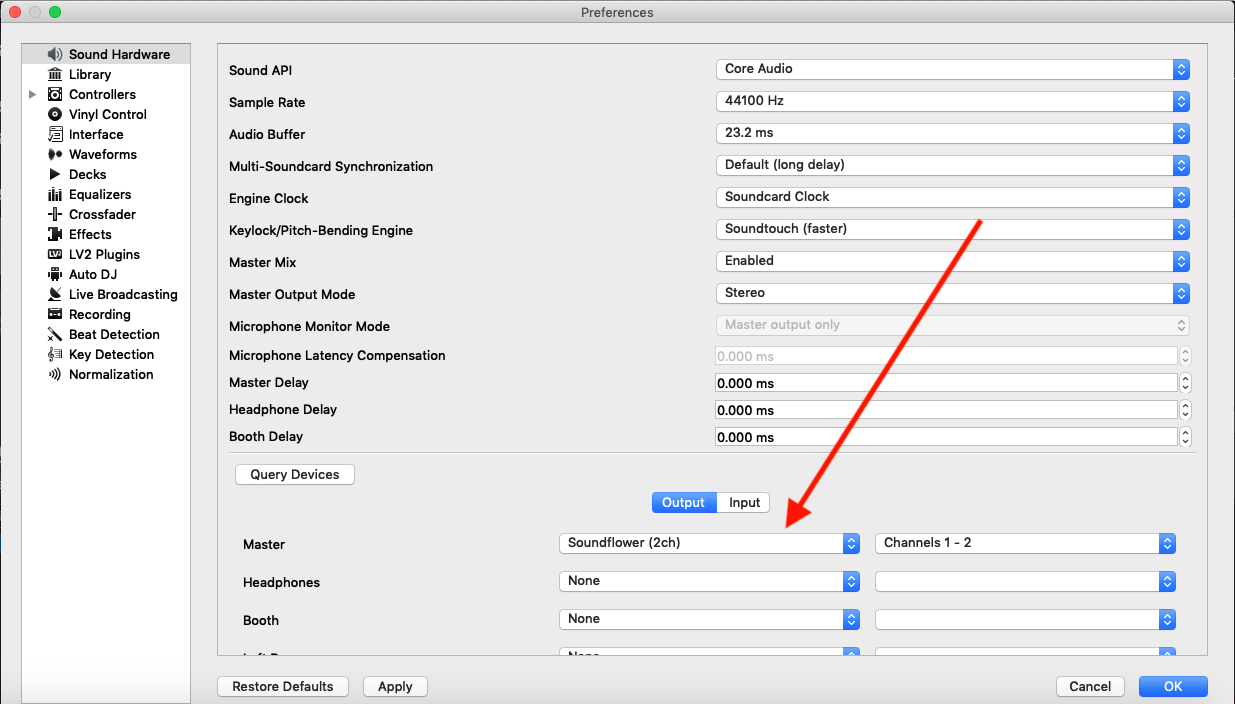 Preferences
Sound Hardware
Library
Controllers
Vinyl Control
Interface
Waveforms
Decks
Equalizers
Crossfader
Effects
LV2 Plugins
Auto DJ
Live Broadcasting
Recording
Beat Detection
Key Detection
Normalization
Sound API Core Audio
Sample Rate 44100 Hz
Audio Buffer 23.2 ms
Multi-Soundcard Synchronization Default (long delay)
Engine Clock Soundcard Clock
Keylock/Pitch-Bending Engine Soundtouch (faster)
Master Mix Enabled
Master Output Mode Stereo
Microphone Monitor Mode Master output only
Microphone Latency Compensation 0.000 ms
Master Delay 0.000 ms
Headphone Delay 0.000 ms
Booth Delay 0.000 ms
Query Devices
Output Input
Master Soundflower (2ch) Channels 1 - 2
Headphones None
Booth None
None
Restore Defaults Apply Cancel OK